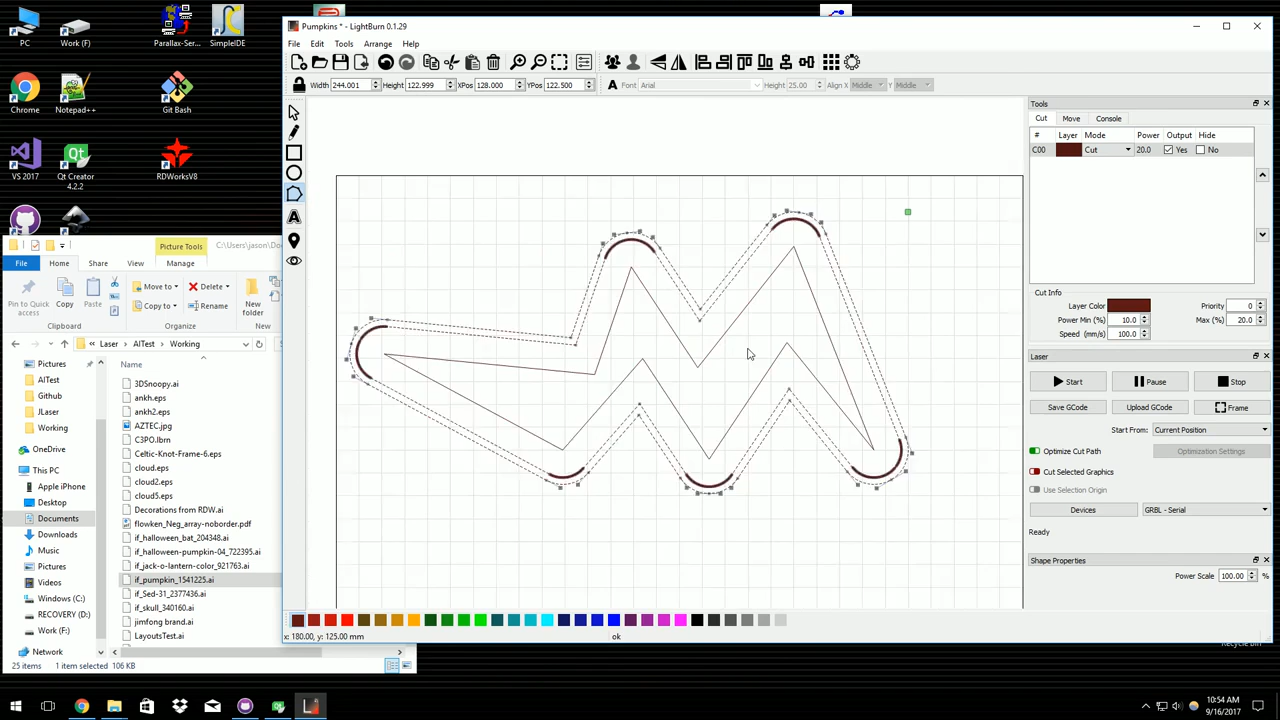 PC
Work (F)
Parallax-Ser...
SimpleIDE
Chrome
Notepad++
Git Bash
VS 2017
Qt Creator
4.2.2
RDWorksV8
Pumpkins * - LightBurn 0.1.29
File Edit Tools Arrange Help
Width 244.001 Height 122.999 XPos 128.000 YPos 122.500 Font Arial Height 25.00 Align X Middle Y Middle
Tools
Cut Move Console
# Layer Mode Power Output Hide
C00 Cut 20.0 Yes No
Cut Info
Layer Color Priority 0
Power Min (%) 10.0 Max (%) 20.0
Speed (mm/s) 100.0
Laser
Start Pause Stop
Save GCode Upload GCode Frame
Start From: Current Position
Optimize Cut Path Optimization Settings
Cut Selected Graphics
Use Selection Origin
Devices GRBL - Serial
Ready
Shape Properties
Power Scale 100.00 %
x: 180.00, y: 125.00 mm ok
Picture Tools C:\Users\jason\Do
File Home Share View Manage
Pin to Quick
Access
Copy
Paste
Move to
Copy to
Delete
Rename
New
folder
Clipboard
Organize
New
« Laser › AITest › Working
Pictures
AITest
Github
JLaser
Working
OneDrive
This PC
Apple iPhone
Desktop
Documents
Downloads
Music
Pictures
Videos
Windows (C:)
RECOVERY (D:)
Work (F:)
Network
Name
3DSnoopy.ai
ankh.eps
ankh2.eps
AZTEC.jpg
C3PO.lbrn
Celtic-Knot-Frame-6.eps
cloud.eps
cloud2.eps
cloud5.eps
Decorations from RDW.ai
flowken_Neg_array-noborder.pdf
if_halloween_bat_204348.ai
if_halloween-pumpkin-04_722395.ai
if_jack-o-lantern-color_921763.ai
if_pumpkin_1541225.ai
if_Sed-31_2377436.ai
if_skull_340160.ai
jimfong brand.ai
LayoutsTest.ai
25 items 1 item selected 106 KB
Recycle Bin
10:54 AM
9/16/2017